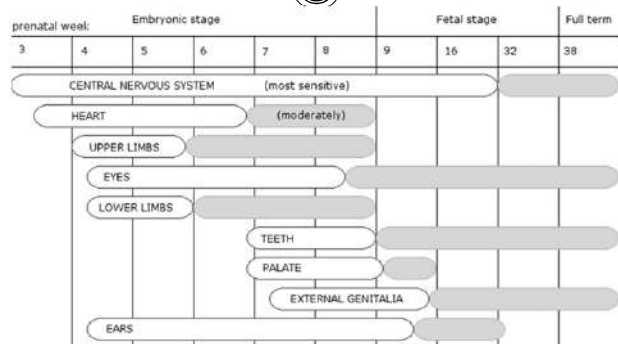 prenatal week: Embryonic stage Fetal stage Full term
3 4 5 6 7 8 9 16 32 38
CENTRAL NERVOUS SYSTEM (most sensitive)
HEART (moderately)
UPPER LIMBS
EYES
LOWER LIMBS
TEETH
PALATE
EXTERNAL GENITALIA
EARS